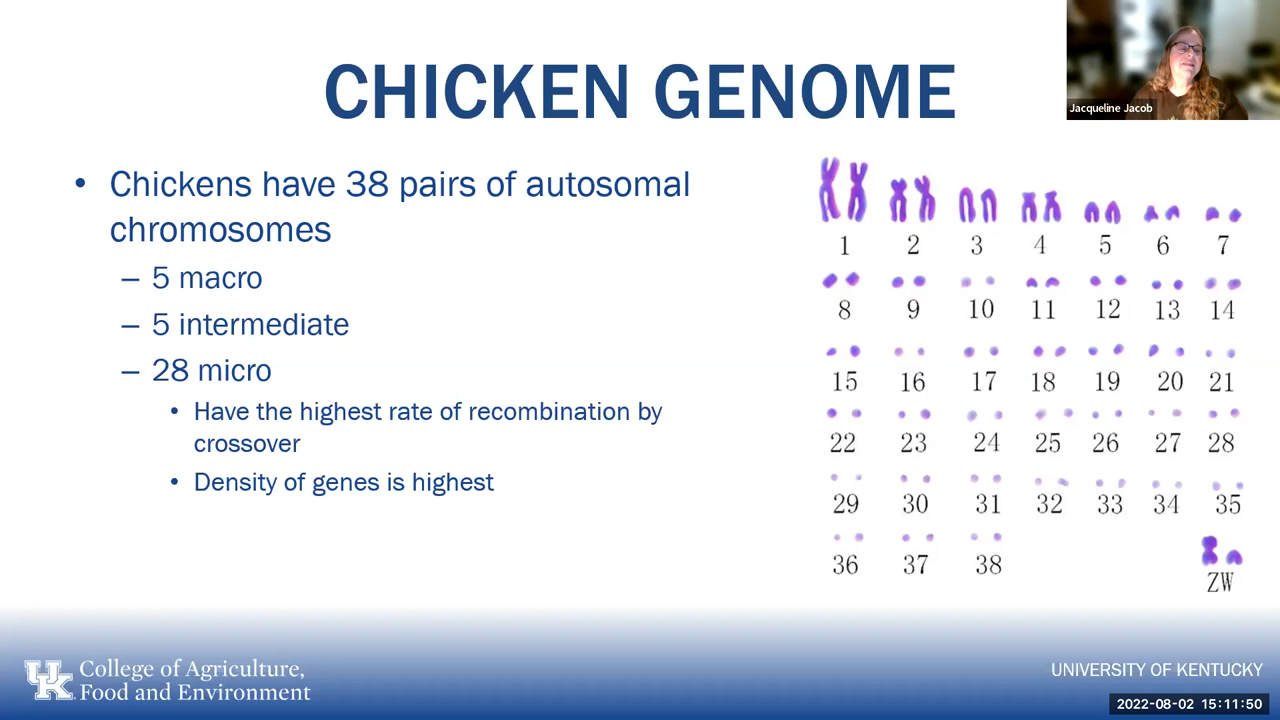 CHICKEN GENOME
Jacqueline Jacob
• Chickens have 38 pairs of autosomal
chromosomes
– 5 macro
– 5 intermediate
– 28 micro
• Have the highest rate of recombination by
crossover
• Density of genes is highest
1 2 3 4 5 6 7
8 9 10 11 12 13 14
15 16 17 18 19 20 21
22 23 24 25 26 27 28
29 30 31 32 33 34 35
36 37 38 ZW
UK College of Agriculture,
Food and Environment
UNIVERSITY OF KENTUCKY
2022-08-02 15:11:50